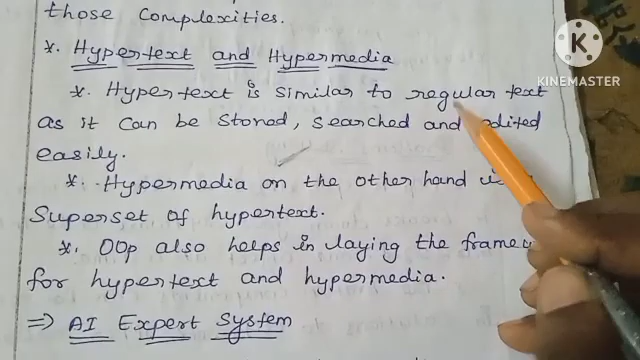 those Complexities.
*. Hypertext and Hypermedia
*. Hypertext is similar to regular text
as it can be Stored, Searched and edited
easily.
*. Hypermedia on the other hand is
Superset of hypertext.
*. OOP also helps in laying the framew
for hypertext and hypermedia.
⇒ AI Expert System
KINEMASTER